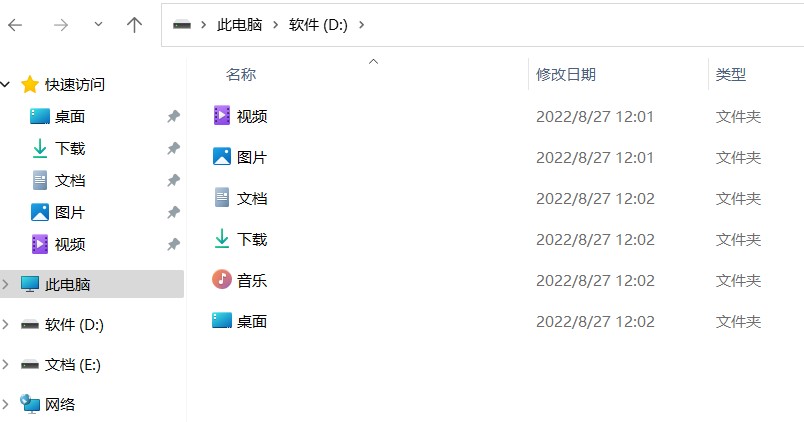 此电脑 软件 (D:)
快速访问
桌面
下载
文档
图片
视频
此电脑
软件 (D:)
文档 (E:)
网络
名称 修改日期 类型
视频 2022/8/27 12:01 文件夹
图片 2022/8/27 12:01 文件夹
文档 2022/8/27 12:02 文件夹
下载 2022/8/27 12:02 文件夹
音乐 2022/8/27 12:02 文件夹
桌面 2022/8/27 12:02 文件夹